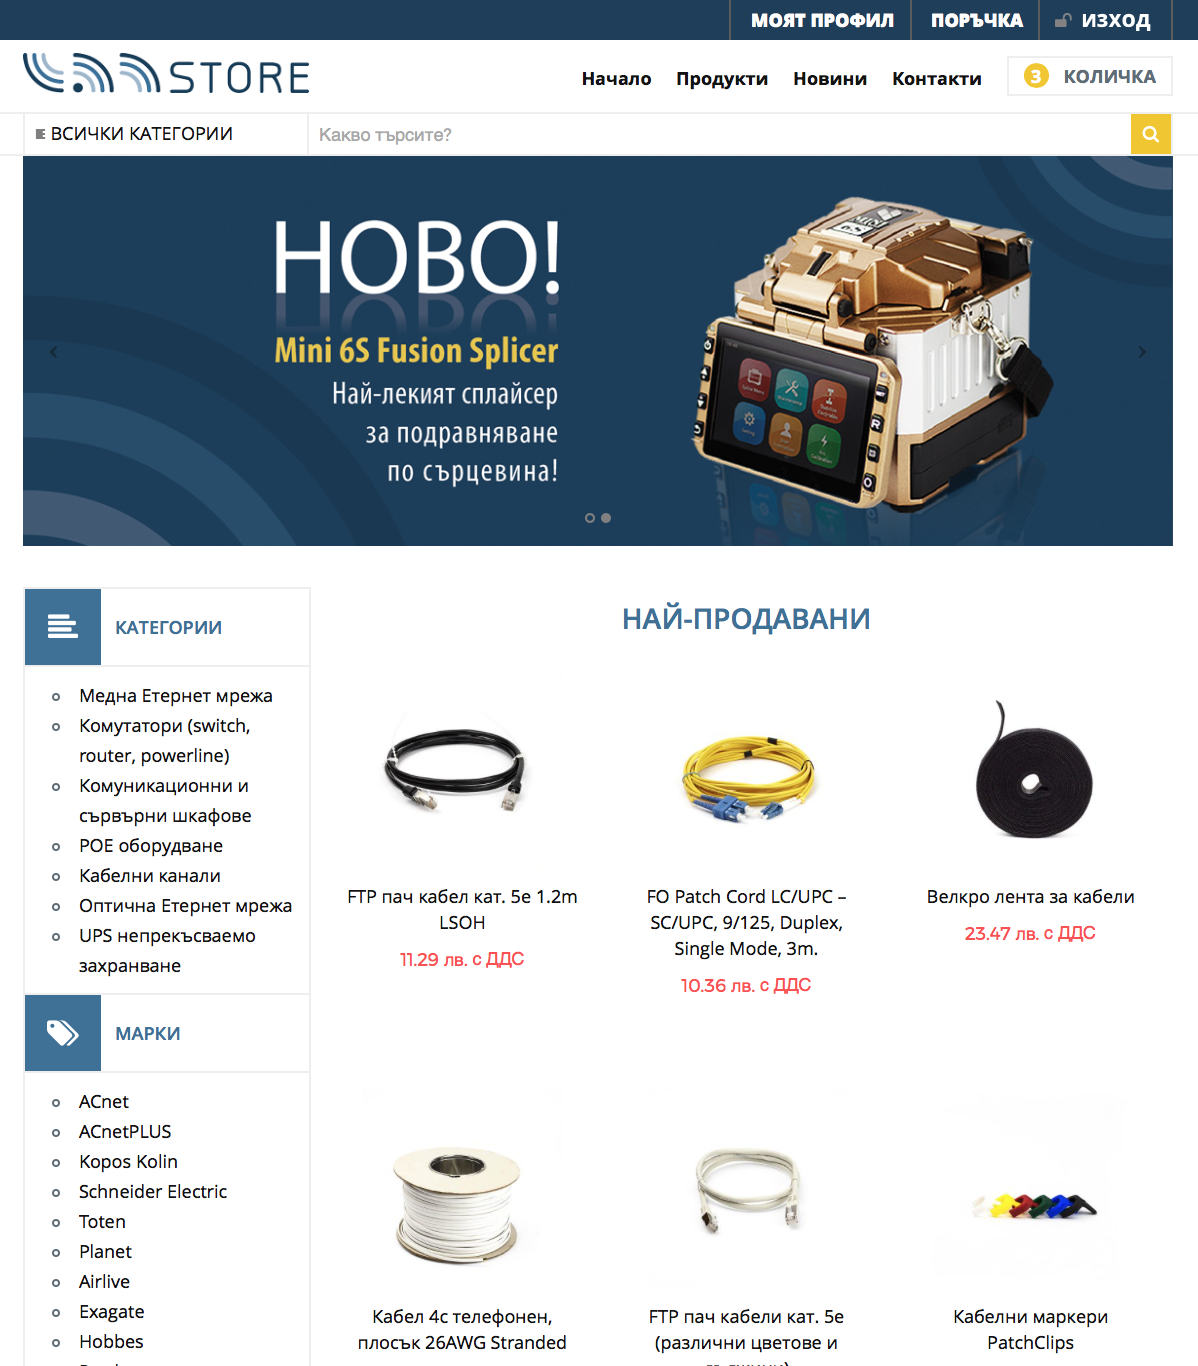 МОЯТ ПРОФИЛ ПОРЪЧКА ИЗХОД
STORE
Начало Продукти Новини Контакти 3 КОЛИЧКА
ВСИЧКИ КАТЕГОРИИ Какво търсите?
НОВО!
Mini 6S Fusion Splicer
Най-лекият сплайсер
за подравняване
по сърцевина!
MINI
6S
КАТЕГОРИИ
Медна Етернет мрежа
Комутатори (switch,
router, powerline)
Комуникационни и
сървърни шкафове
POE оборудване
Кабелни канали
Оптична Етернет мрежа
UPS непрекъсваемо
захранване
МАРКИ
ACnet
ACnetPLUS
Kopos Kolin
Schneider Electric
Toten
Planet
Airlive
Exagate
Hobbes
НАЙ-ПРОДАВАНИ
FTP пач кабел кат. 5e 1.2m
LSOH
11.29 лв. с ДДС
FO Patch Cord LC/UPC –
SC/UPC, 9/125, Duplex,
Single Mode, 3m.
10.36 лв. с ДДС
Велкро лента за кабели
23.47 лв. с ДДС
Кабел 4c телефонен,
плосък 26AWG Stranded
FTP пач кабели кат. 5e
(различни цветове и
Кабелни маркери
PatchClips